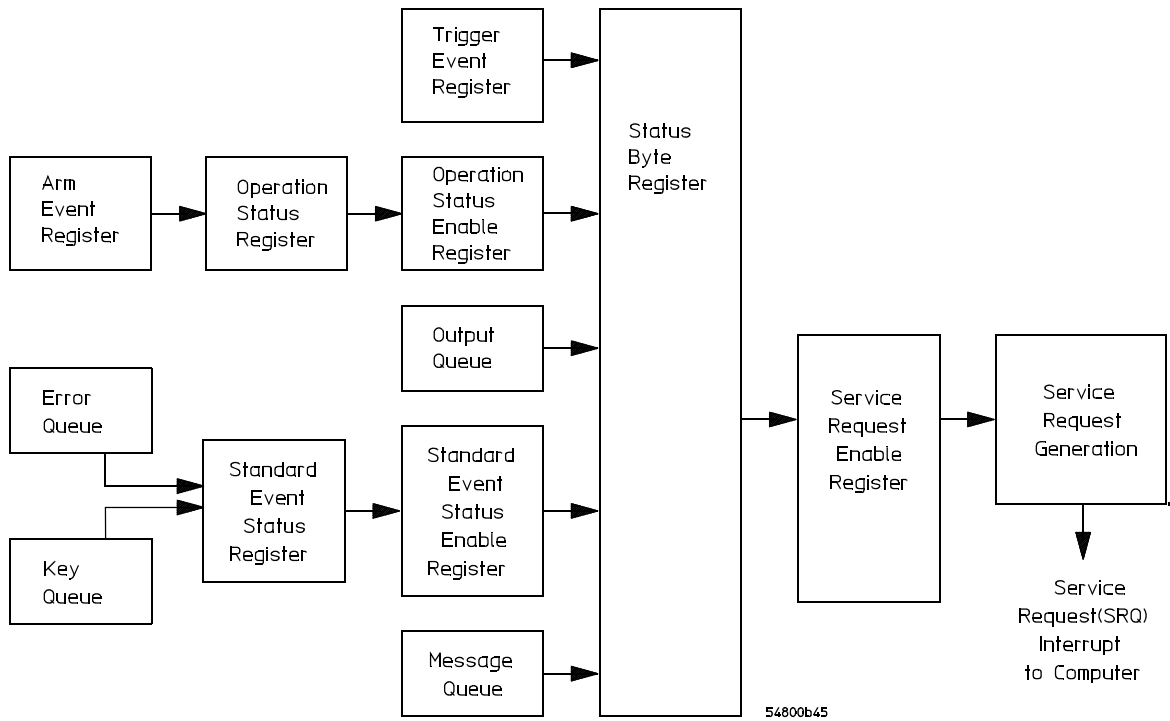 Trigger
Event
Register
Status
Byte
Register
Arm
Event
Register
Operation
Status
Register
Operation
Status
Enable
Register
Output
Queue
Error
Queue
Key
Queue
Standard
Event
Status
Register
Standard
Event
Status
Enable
Register
Message
Queue
Service
Request
Enable
Register
Service
Request
Generation
Service
Request(SRQ)
Interrupt
to Computer
54800b45